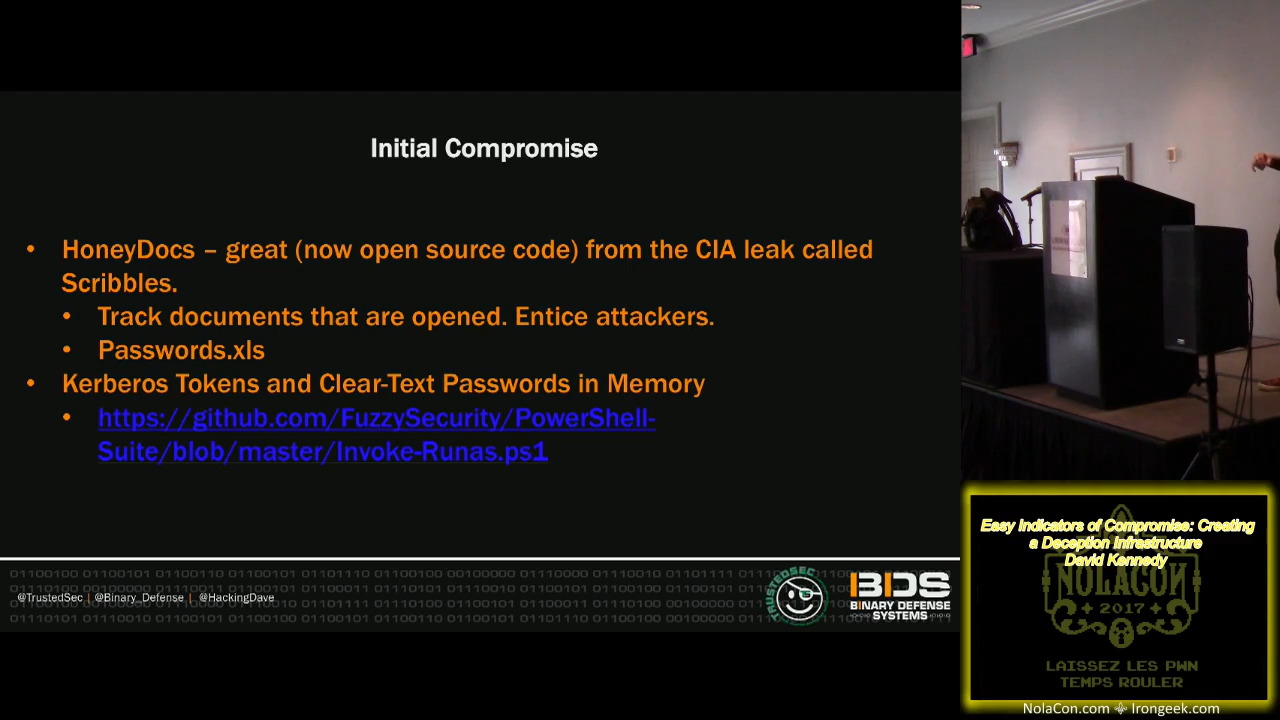 Initial Compromise
• HoneyDocs – great (now open source code) from the CIA leak called
Scribbles.
• Track documents that are opened. Entice attackers.
• Passwords.xls
• Kerberos Tokens and Clear-Text Passwords in Memory
• https://github.com/FuzzySecurity/PowerShell-
Suite/blob/master/Invoke-Runas.ps1
@TrustedSec | @Binary_Defense | @HackingDave
TRUSTEDSEC
BDS
BINARY DEFENSE
SYSTEMS
Easy Indicators of Compromise: Creating
a Deception Infrastructure
David Kennedy
NOLACON
2017
LAISSEZ LES PWN
TEMPS ROULER
NolaCon.com Irongeek.com